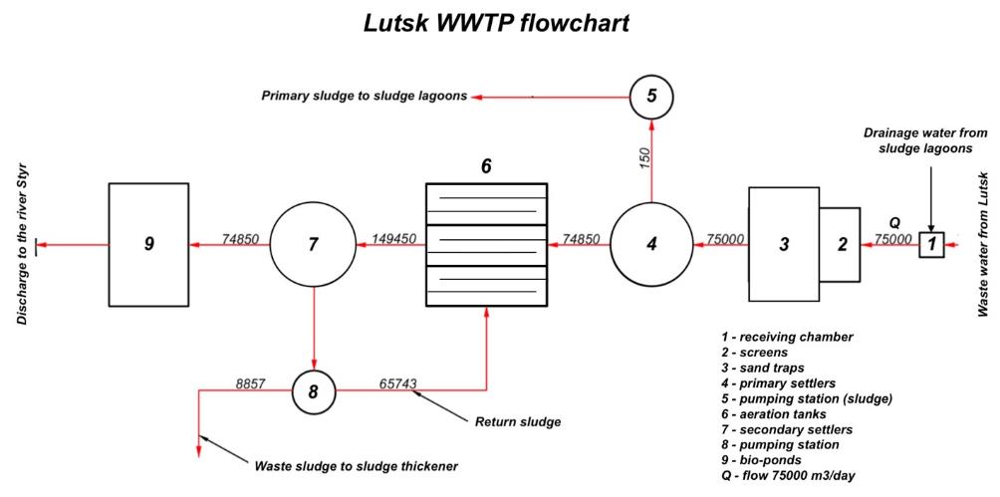 Lutsk WWTP flowchart
Primary sludge to sludge lagoons
5
Drainage water from
sludge lagoons
150
6
Discharge to the river Styr
9
74850
7
149450
74850
4
75000
3
2
Q
75000
1
Waste water from Lutsk
8857
8
65743
Return sludge
Waste sludge to sludge thickener
1 - receiving chamber
2 - screens
3 - sand traps
4 - primary settlers
5 - pumping station (sludge)
6 - aeration tanks
7 - secondary settlers
8 - pumping station
9 - bio-ponds
Q - flow 75000 m3/day